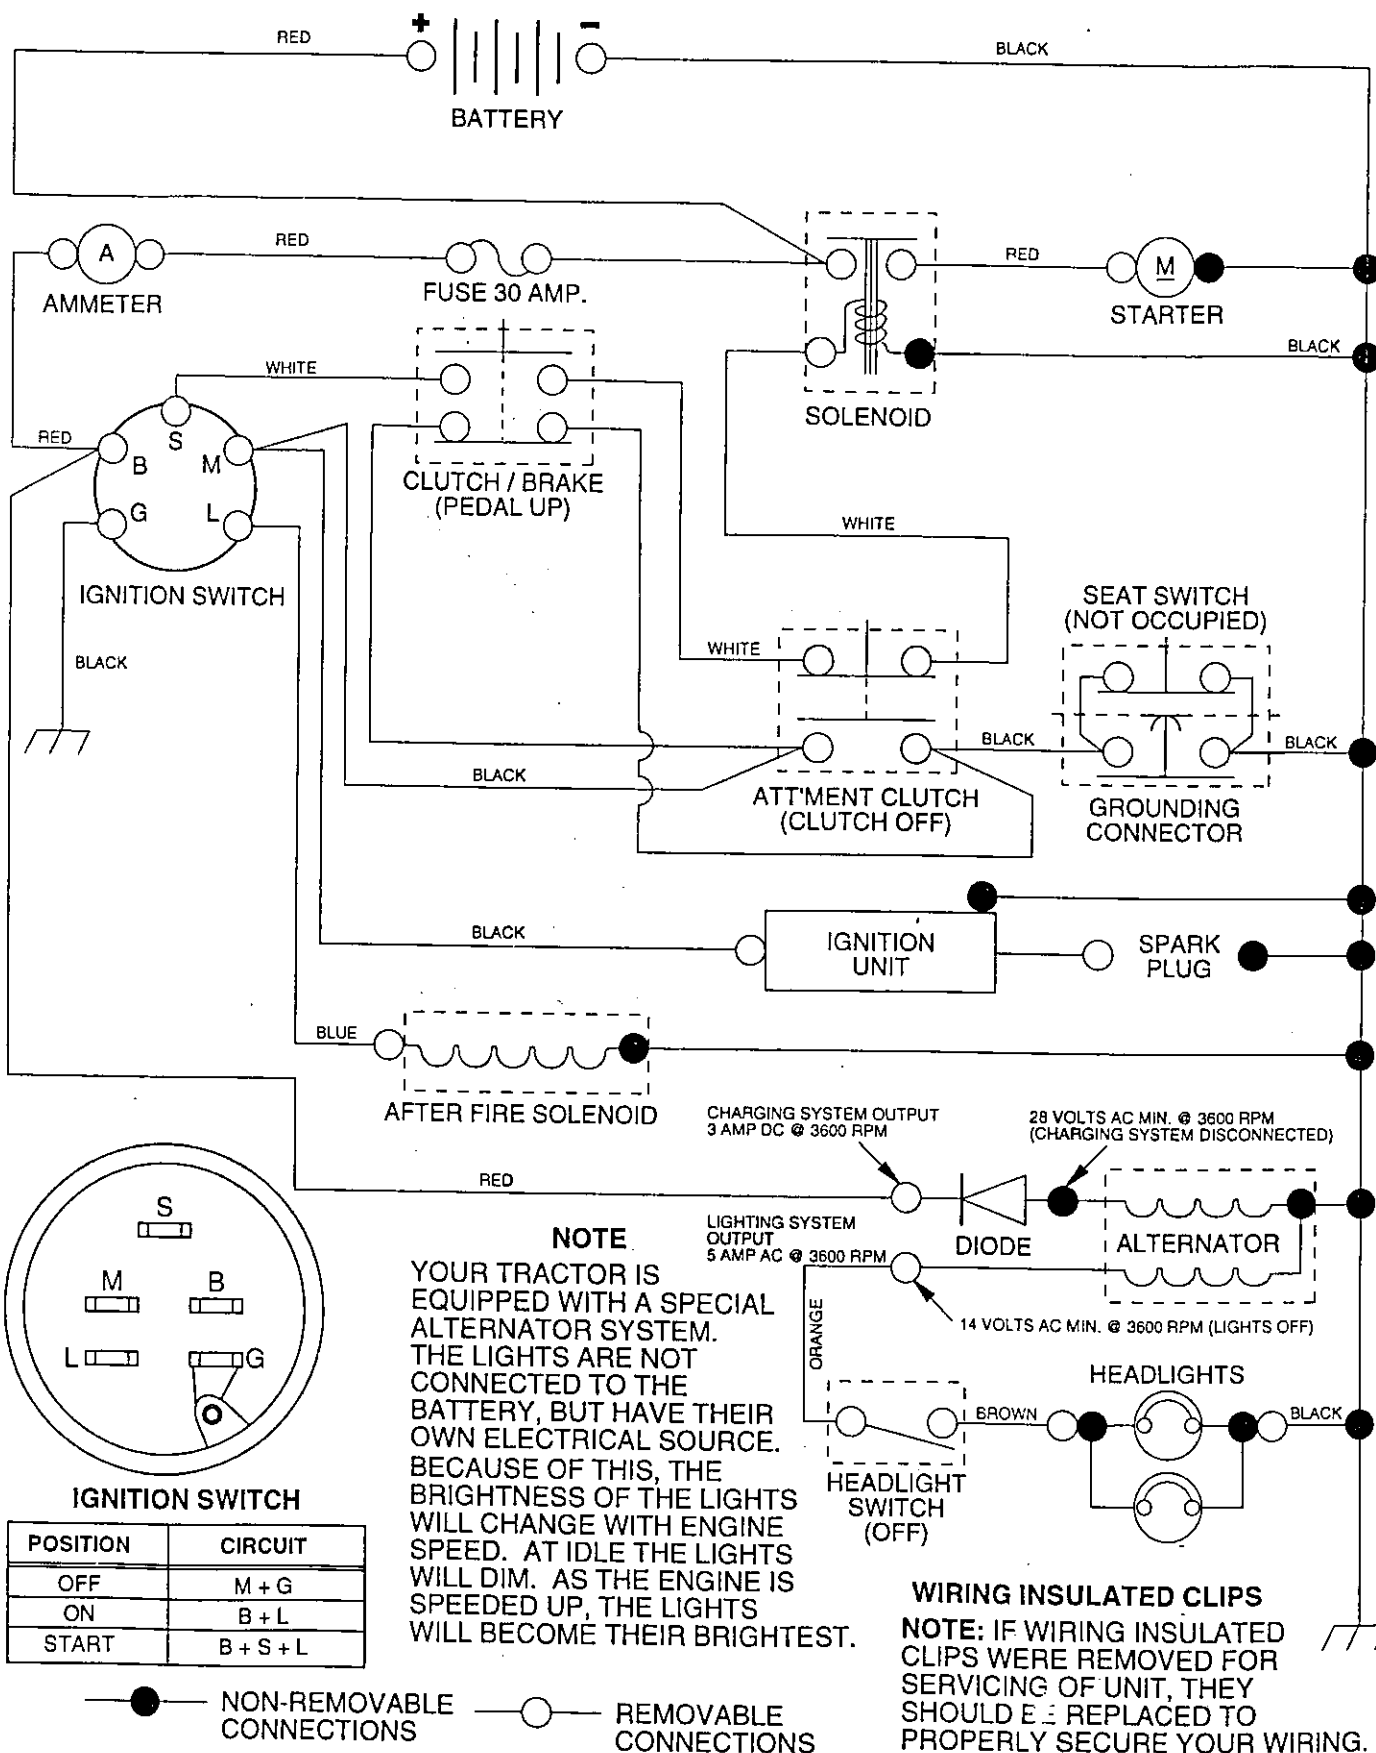 + -
RED
BLACK
BATTERY
A
RED
RED
M
AMMETER
FUSE 30 AMP.
STARTER
WHITE
BLACK
SOLENOID
RED
S
B
M
G
L
CLUTCH / BRAKE
(PEDAL UP)
WHITE
IGNITION SWITCH
SEAT SWITCH
(NOT OCCUPIED)
BLACK
WHITE
BLACK
BLACK
BLACK
ATT'MENT CLUTCH
(CLUTCH OFF)
GROUNDING
CONNECTOR
BLACK
IGNITION
UNIT
SPARK
PLUG
BLUE
AFTER FIRE SOLENOID
CHARGING SYSTEM OUTPUT
3 AMP DC @ 3600 RPM
28 VOLTS AC MIN. @ 3600 RPM
(CHARGING SYSTEM DISCONNECTED)
RED
LIGHTING SYSTEM
OUTPUT
5 AMP AC @ 3600 RPM
DIODE
ALTERNATOR
14 VOLTS AC MIN. @ 3600 RPM (LIGHTS OFF)
ORANGE
HEADLIGHTS
BROWN
BLACK
HEADLIGHT
SWITCH
(OFF)
S
M
B
L
G
IGNITION SWITCH
POSITION CIRCUIT
OFF M + G
ON B + L
START B + S + L
NOTE
YOUR TRACTOR IS
EQUIPPED WITH A SPECIAL
ALTERNATOR SYSTEM.
THE LIGHTS ARE NOT
CONNECTED TO THE
BATTERY, BUT HAVE THEIR
OWN ELECTRICAL SOURCE.
BECAUSE OF THIS, THE
BRIGHTNESS OF THE LIGHTS
WILL CHANGE WITH ENGINE
SPEED. AT IDLE THE LIGHTS
WILL DIM. AS THE ENGINE IS
SPEEDED UP, THE LIGHTS
WILL BECOME THEIR BRIGHTEST.
WIRING INSULATED CLIPS
NOTE: IF WIRING INSULATED
CLIPS WERE REMOVED FOR
SERVICING OF UNIT, THEY
SHOULD BE REPLACED TO
PROPERLY SECURE YOUR WIRING.
NON-REMOVABLE
CONNECTIONS
REMOVABLE
CONNECTIONS